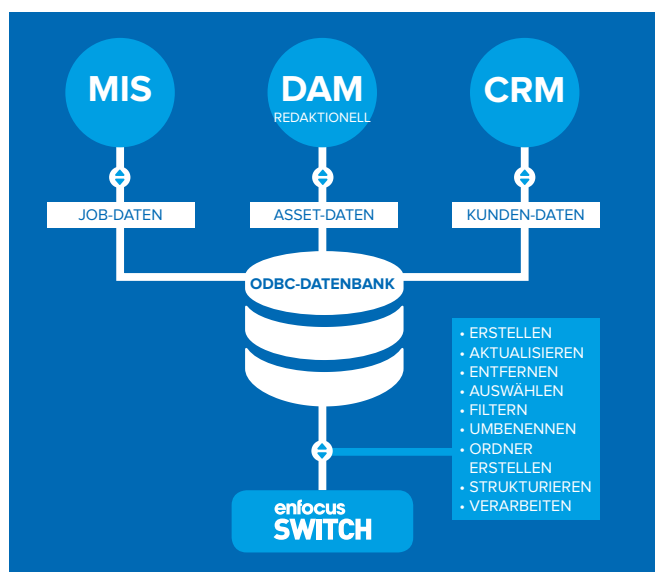 MIS
DAM
REDAKTIONELL
CRM
JOB-DATEN
ASSET-DATEN
KUNDEN-DATEN
ODBC-DATENBANK
• ERSTELLEN
• AKTUALISIEREN
• ENTFERNEN
• AUSWÄHLEN
• FILTERN
• UMBENENNEN
• ORDNER
ERSTELLEN
• STRUKTURIEREN
• VERARBEITEN
enfocus
SWITCH